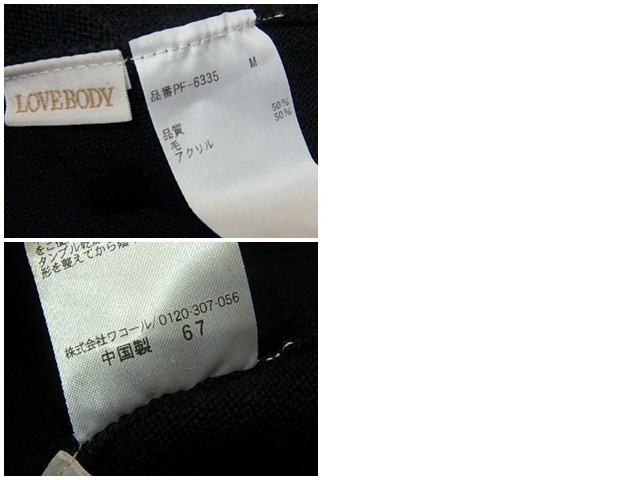 LOVEBODY
品番PF-6335 M
品質
毛 50%
アクリル 50%
タンブル乾
形を整えてから陰
株式会社ワコール/0120-307-056
中国製 67